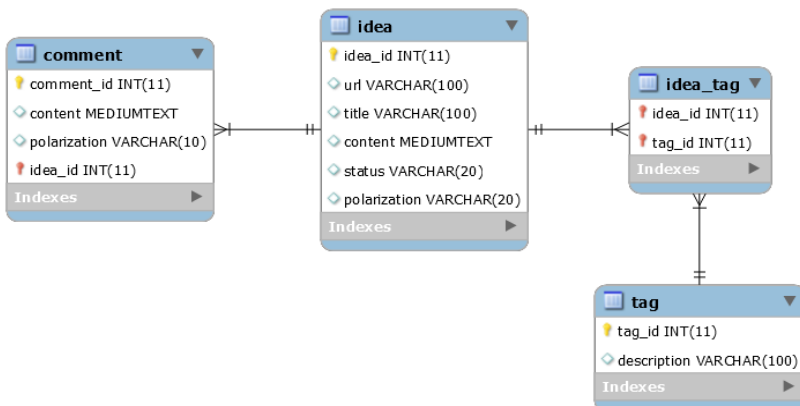 comment
comment_id INT(11)
content MEDIUMTEXT
polarization VARCHAR(10)
idea_id INT(11)
Indexes
idea
idea_id INT(11)
url VARCHAR(100)
title VARCHAR(100)
content MEDIUMTEXT
status VARCHAR(20)
polarization VARCHAR(20)
Indexes
idea_tag
idea_id INT(11)
tag_id INT(11)
Indexes
tag
tag_id INT(11)
description VARCHAR(100)
Indexes